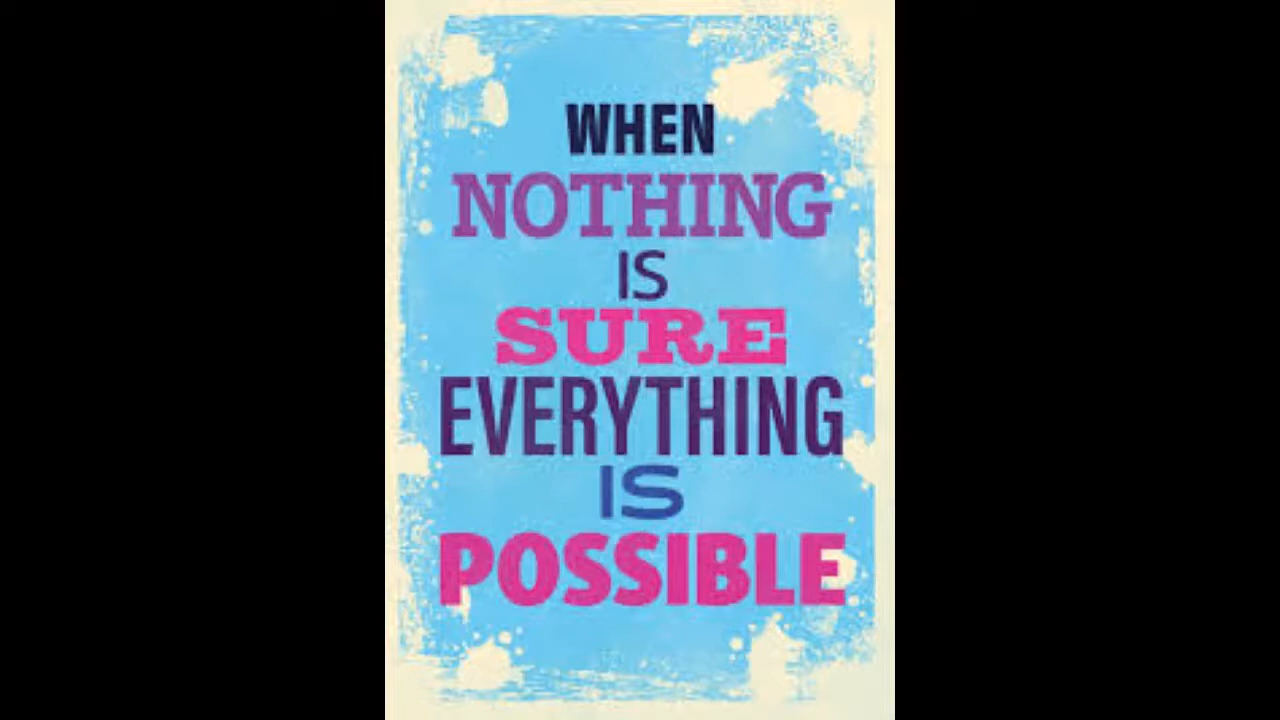 WHEN
NOTHING
IS
SURE
EVERYTHING
IS
POSSIBLE